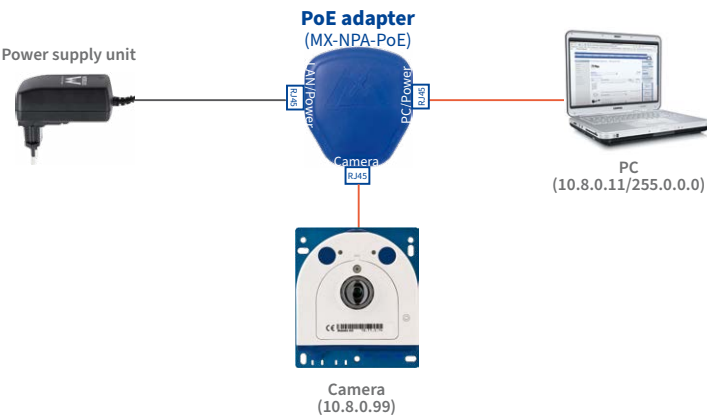 PoE adapter
(MX-NPA-PoE)
Power supply unit
LAN/Power
RJ45
PC/Power
RJ45
Camera
RJ45
PC
(10.8.0.11/255.0.0.0)
Camera
(10.8.0.99)